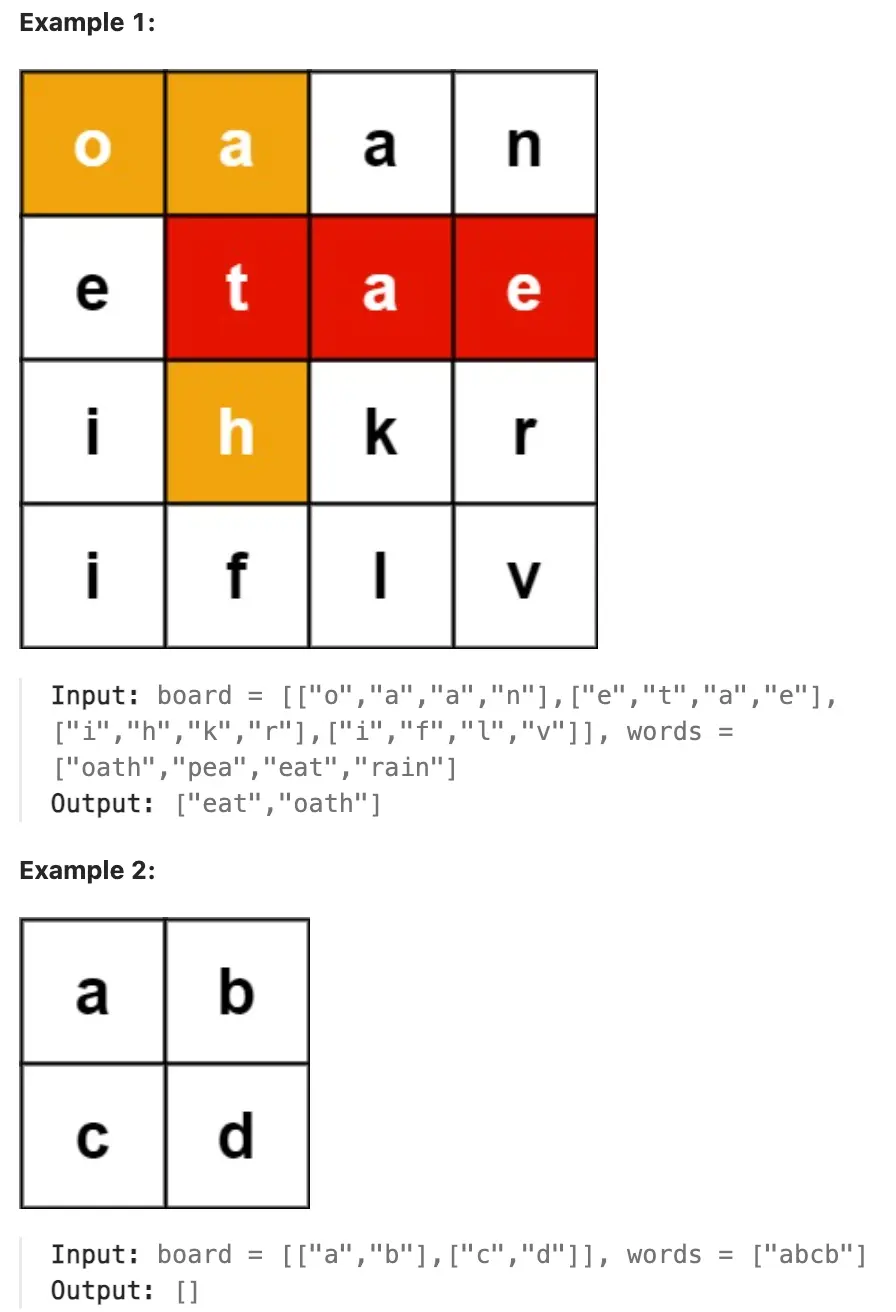 Example 1:
o a a n
e t a e
i h k r
i f l v
Input: board = [["o","a","a","n"],["e","t","a","e"],
["i","h","k","r"],["i","f","l","v"]], words =
["oath","pea","eat","rain"]
Output: ["eat","oath"]
Example 2:
a b
c d
Input: board = [["a","b"],["c","d"]], words = ["abcb"]
Output: []